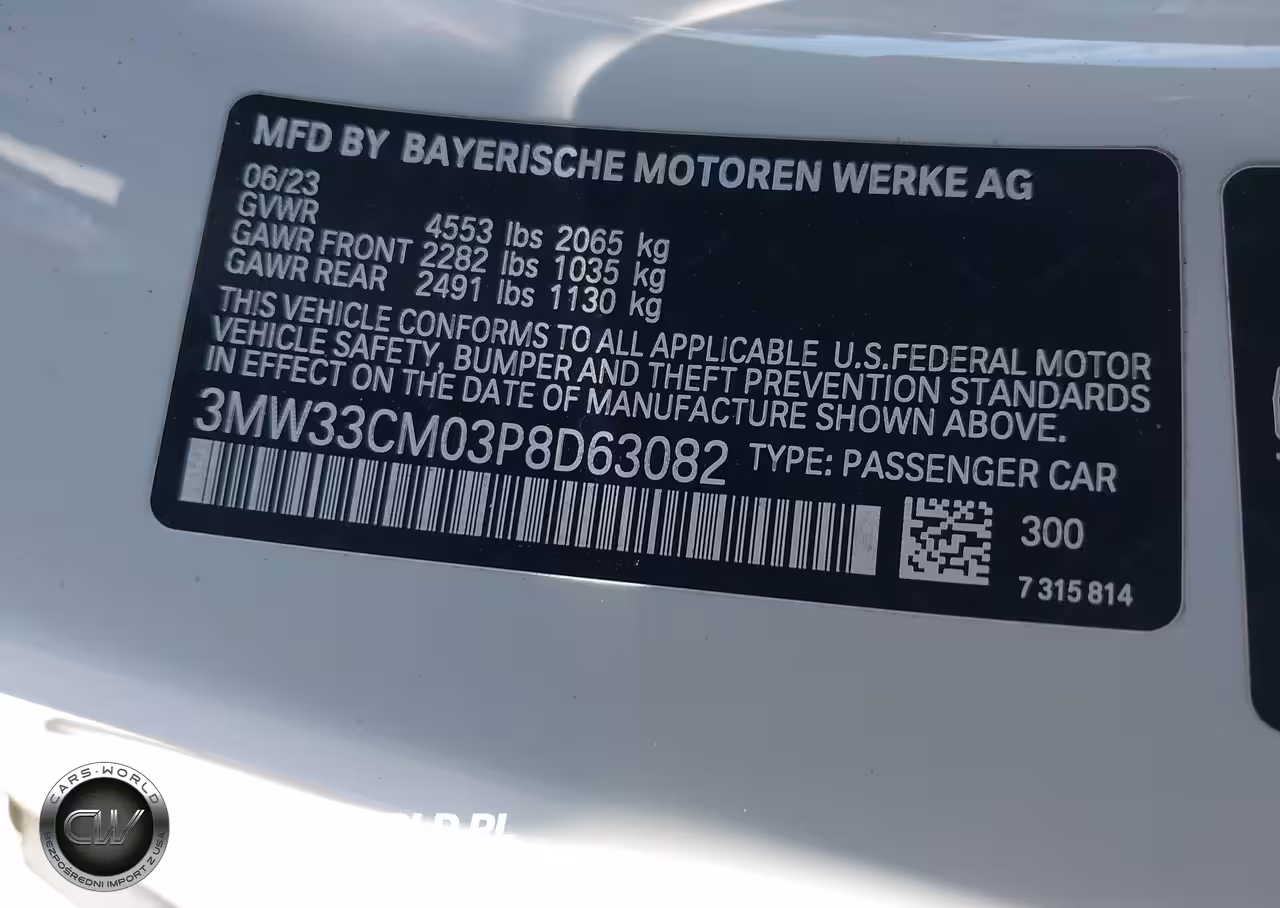 MFD BY BAYERISCHE MOTOREN WERKE AG
06/23
GVWR 4553 lbs 2065 kg
GAWR FRONT 2282 lbs 1035 kg
GAWR REAR 2491 lbs 1130 kg
THIS VEHICLE CONFORMS TO ALL APPLICABLE U.S.FEDERAL MOTOR
VEHICLE SAFETY, BUMPER AND THEFT PREVENTION STANDARDS
IN EFFECT ON THE DATE OF MANUFACTURE SHOWN ABOVE.
3MW33CM03P8D63082 TYPE: PASSENGER CAR
300
7 315 814
CARS-WORLD
CW
BEZPOŚREDNI IMPORT Z USA